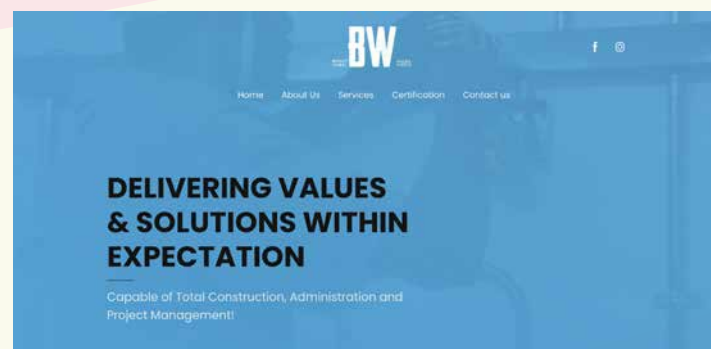 BW
f
Home About Us Services Certification Contact us
DELIVERING VALUES
& SOLUTIONS WITHIN
EXPECTATION
Capable of Total Construction, Administration and
Project Management!